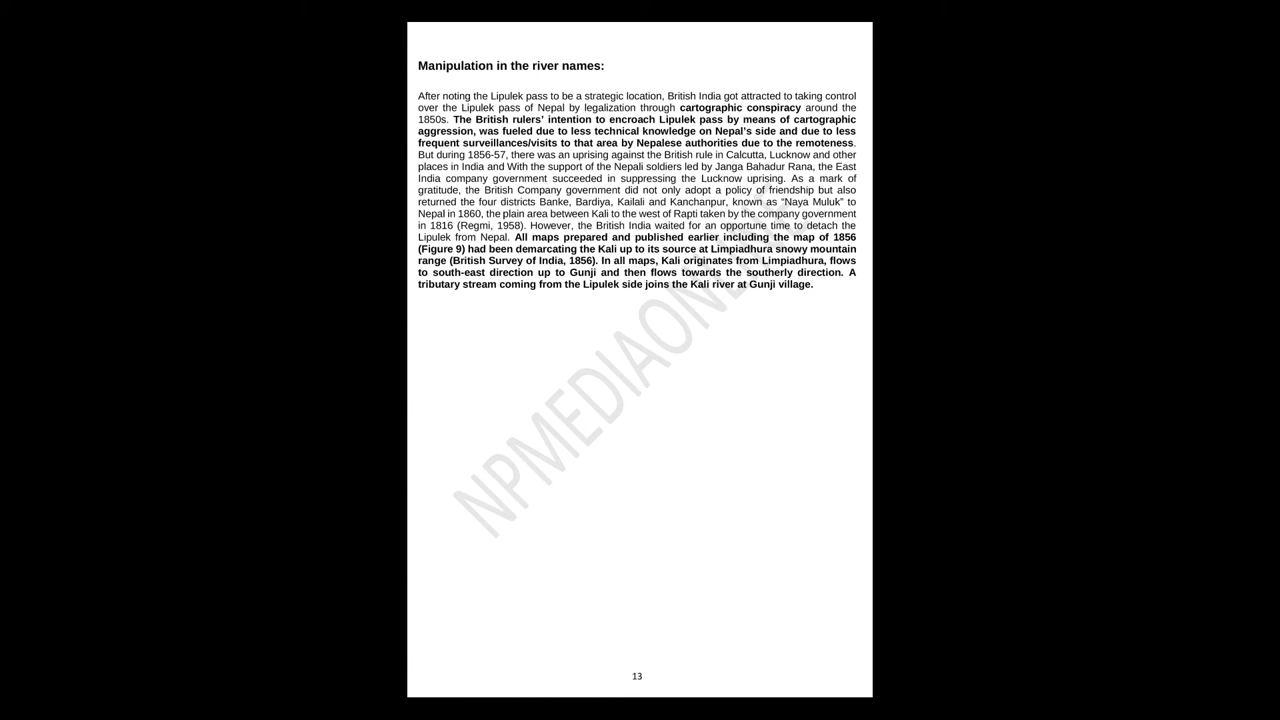 Manipulation in the river names:
After noting the Lipulek pass to be a strategic location, British India got attracted to taking control
over the Lipulek pass of Nepal by legalization through cartographic conspiracy around the
1850s. The British rulers’ intention to encroach Lipulek pass by means of cartographic
aggression, was fueled due to less technical knowledge on Nepal’s side and due to less
frequent surveillances/visits to that area by Nepalese authorities due to the remoteness.
But during 1856-57, there was an uprising against the British rule in Calcutta, Lucknow and other
places in India and With the support of the Nepali soldiers led by Janga Bahadur Rana, the East
India company government succeeded in suppressing the Lucknow uprising. As a mark of
gratitude, the British Company government did not only adopt a policy of friendship but also
returned the four districts Banke, Bardiya, Kailali and Kanchanpur, known as “Naya Muluk” to
Nepal in 1860, the plain area between Kali to the west of Rapti taken by the company government
in 1816 (Regmi, 1958). However, the British India waited for an opportune time to detach the
Lipulek from Nepal. All maps prepared and published earlier including the map of 1856
(Figure 9) had been demarcating the Kali up to its source at Limpiadhura snowy mountain
range (British Survey of India, 1856). In all maps, Kali originates from Limpiadhura, flows
to south-east direction up to Gunji and then flows towards the southerly direction. A
tributary stream coming from the Lipulek side joins the Kali river at Gunji village.
13